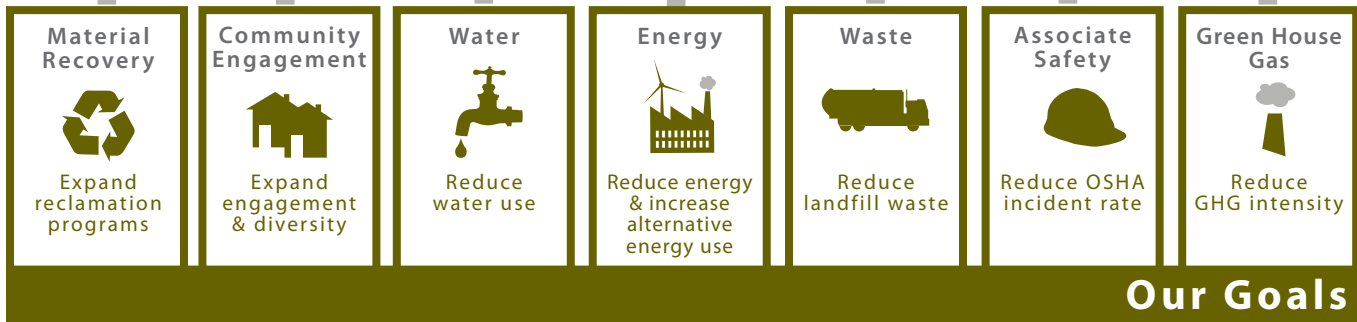 Material
Recovery
Expand
reclamation
programs
Community
Engagement
Expand
engagement
& diversity
Water
Reduce
water use
Energy
Reduce energy
& increase
alternative
energy use
Waste
Reduce
landfill waste
Associate
Safety
Reduce OSHA
incident rate
Green House
Gas
Reduce
GHG intensity
Our Goals